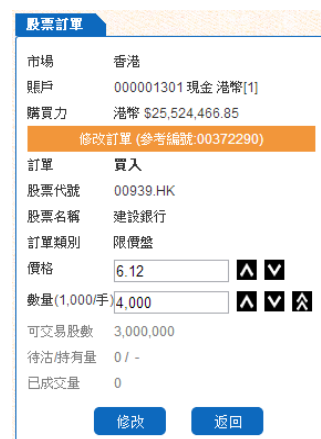 股票訂單
市場 香港
賬戶 000001301 現金 港幣[1]
購買力 港幣 $25,524,466.85
修改訂單 (參考編號:00372290)
訂單 買入
股票代號 00939.HK
股票名稱 建設銀行
訂單類別 限價盤
價格 6.12
數量(1,000/手) 4,000
可交易股數 3,000,000
待沽/持有量 0 / -
已成交量 0
修改 返回